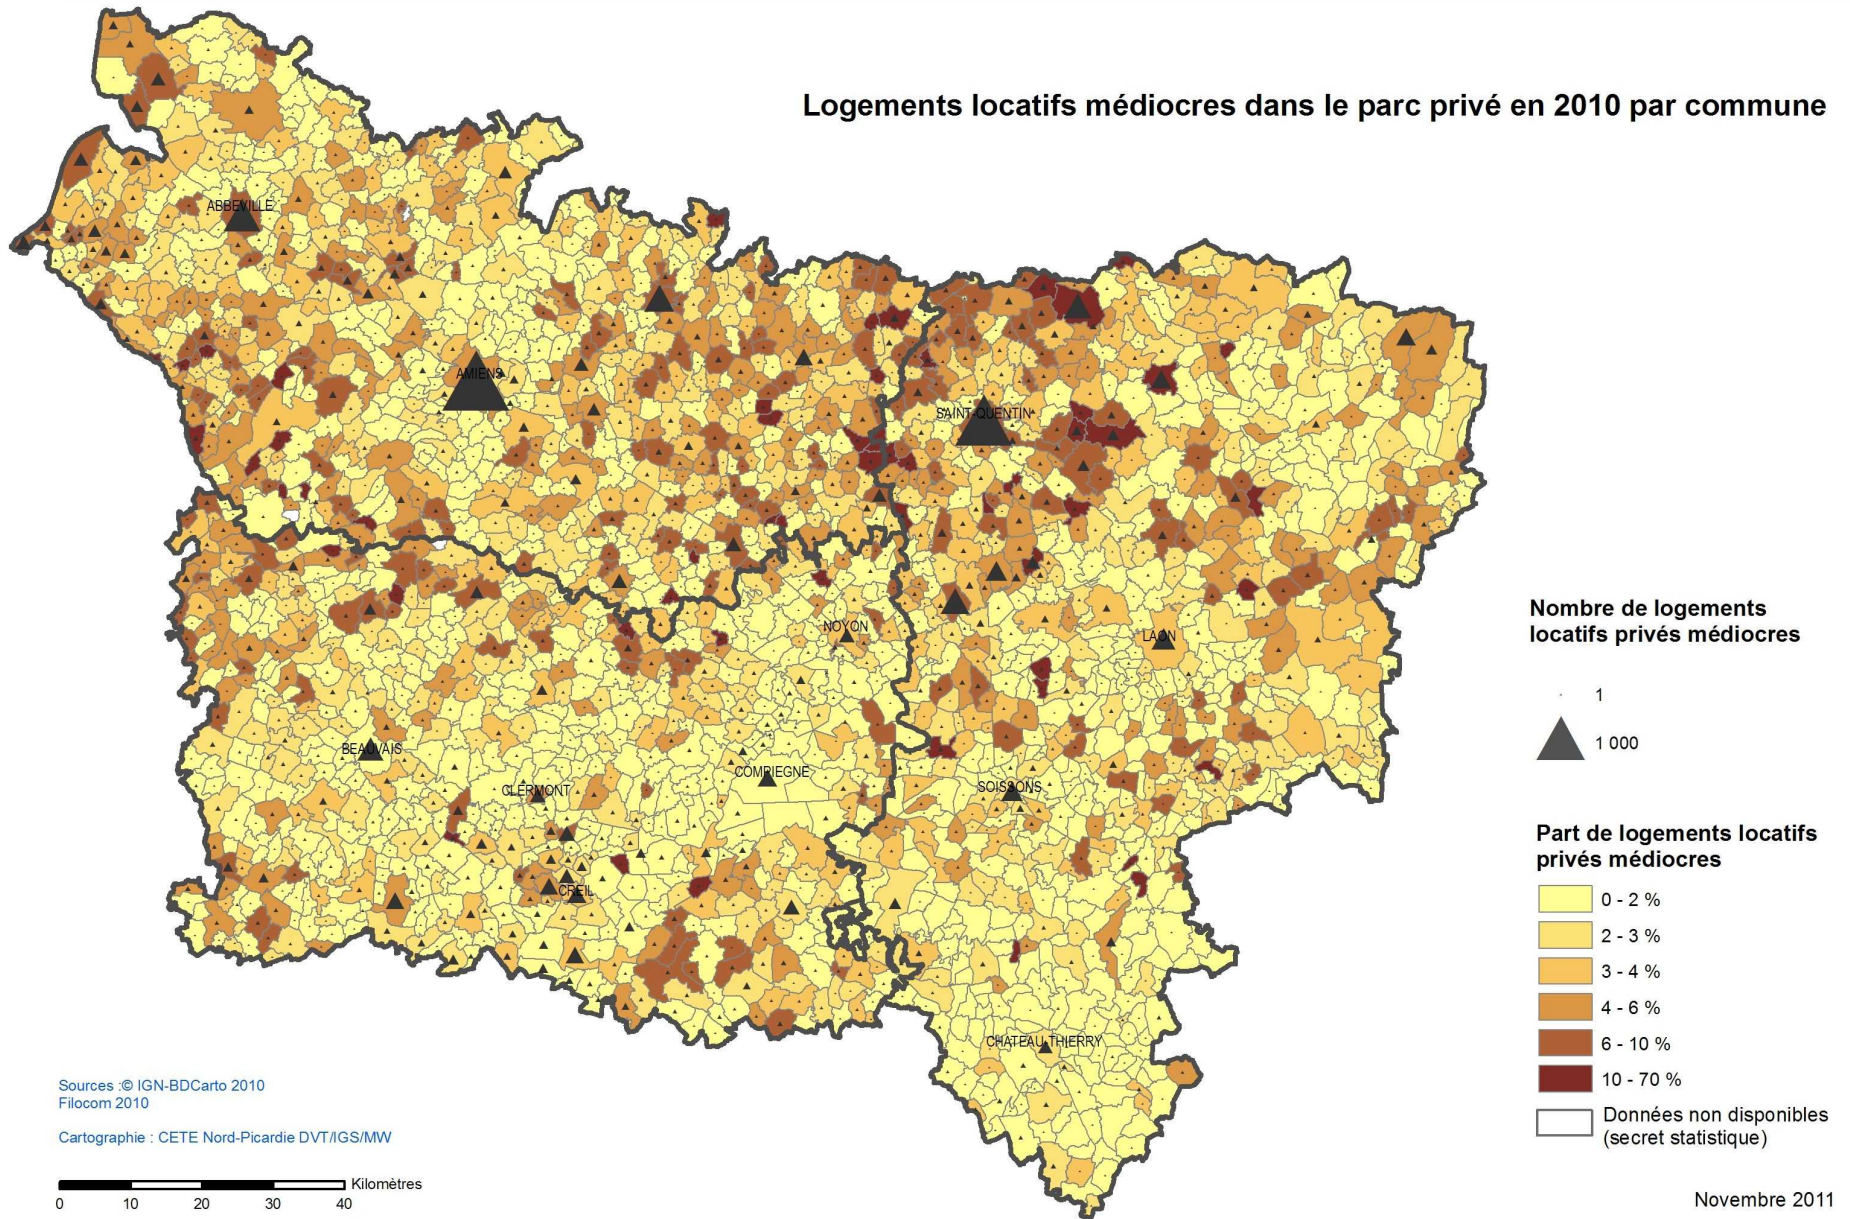 Logements locatifs médiocres dans le parc privé en 2010 par commune
ABBEVILLE
AMIENS
SAINT-QUENTIN
NOYON
LAON
BEAUVAIS
CLERMONT
COMPIEGNE
SOISSONS
CREIL
CHATEAU-THIERRY
Nombre de logements
locatifs privés médiocres
1
1 000
Part de logements locatifs
privés médiocres
0 - 2 %
2 - 3 %
3 - 4 %
4 - 6 %
6 - 10 %
10 - 70 %
Données non disponibles
(secret statistique)
Sources :© IGN-BDCarto 2010
Filocom 2010
Cartographie : CETE Nord-Picardie DVT/IGS/MW
Kilomètres
0 10 20 30 40
Novembre 2011